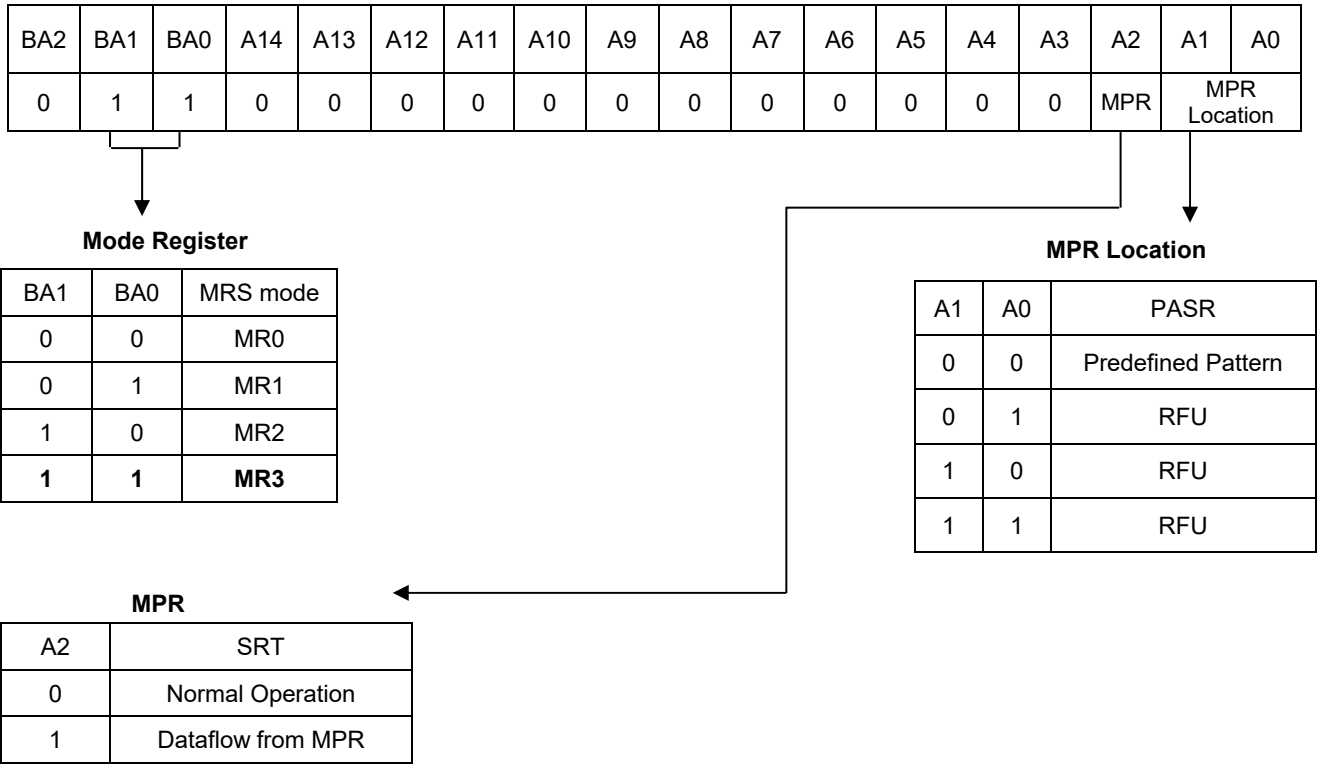 BA2 BA1 BA0 A14 A13 A12 A11 A10 A9 A8 A7 A6 A5 A4 A3 A2 A1 A0
0 1 1 0 0 0 0 0 0 0 0 0 0 0 0 MPR MPR
Location
Mode Register
BA1 BA0 MRS mode
0 0 MR0
0 1 MR1
1 0 MR2
1 1 MR3
MPR Location
A1 A0 PASR
0 0 Predefined Pattern
0 1 RFU
1 0 RFU
1 1 RFU
MPR
A2 SRT
0 Normal Operation
1 Dataflow from MPR